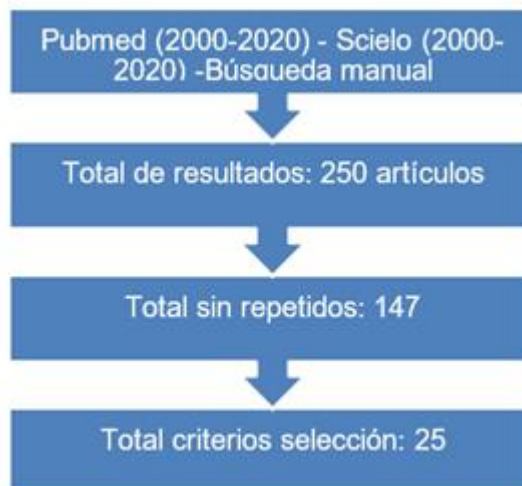 Pubmed (2000-2020) - Scielo (2000-
2020) -Búsqueda manual
Total de resultados: 250 artículos
Total sin repetidos: 147
Total criterios selección: 25